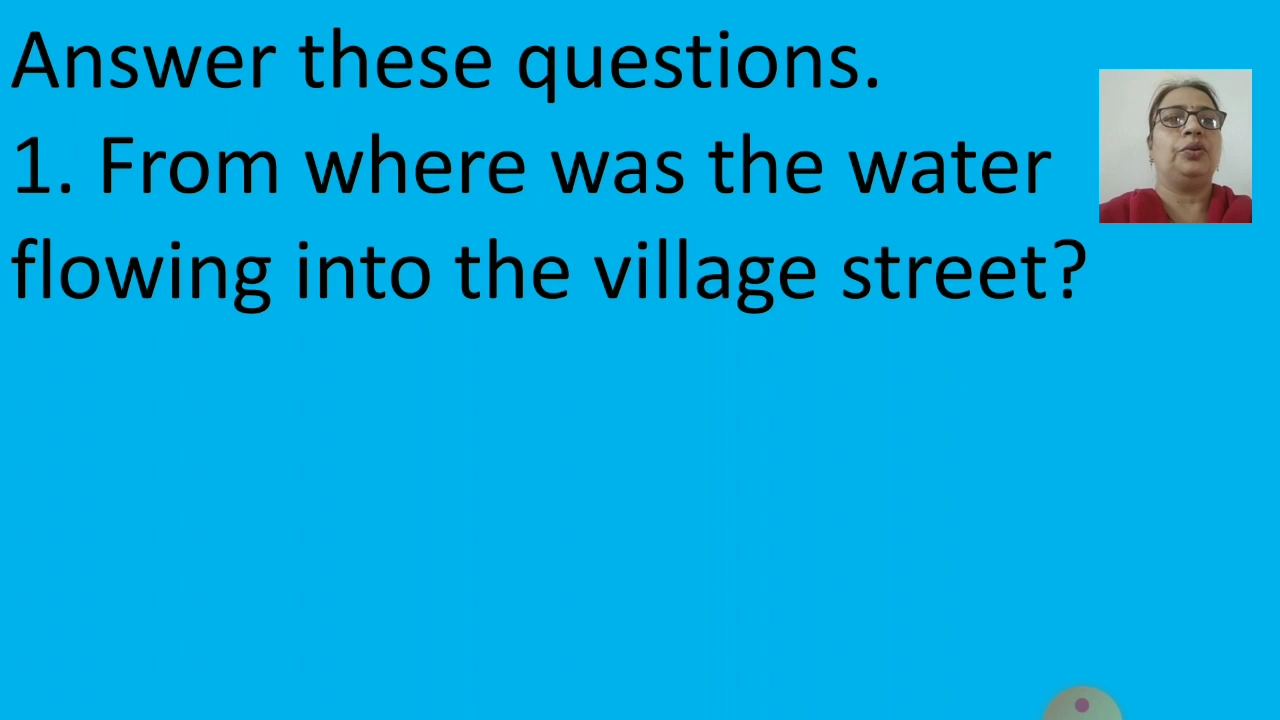 Answer these questions.
1. From where was the water
flowing into the village street?